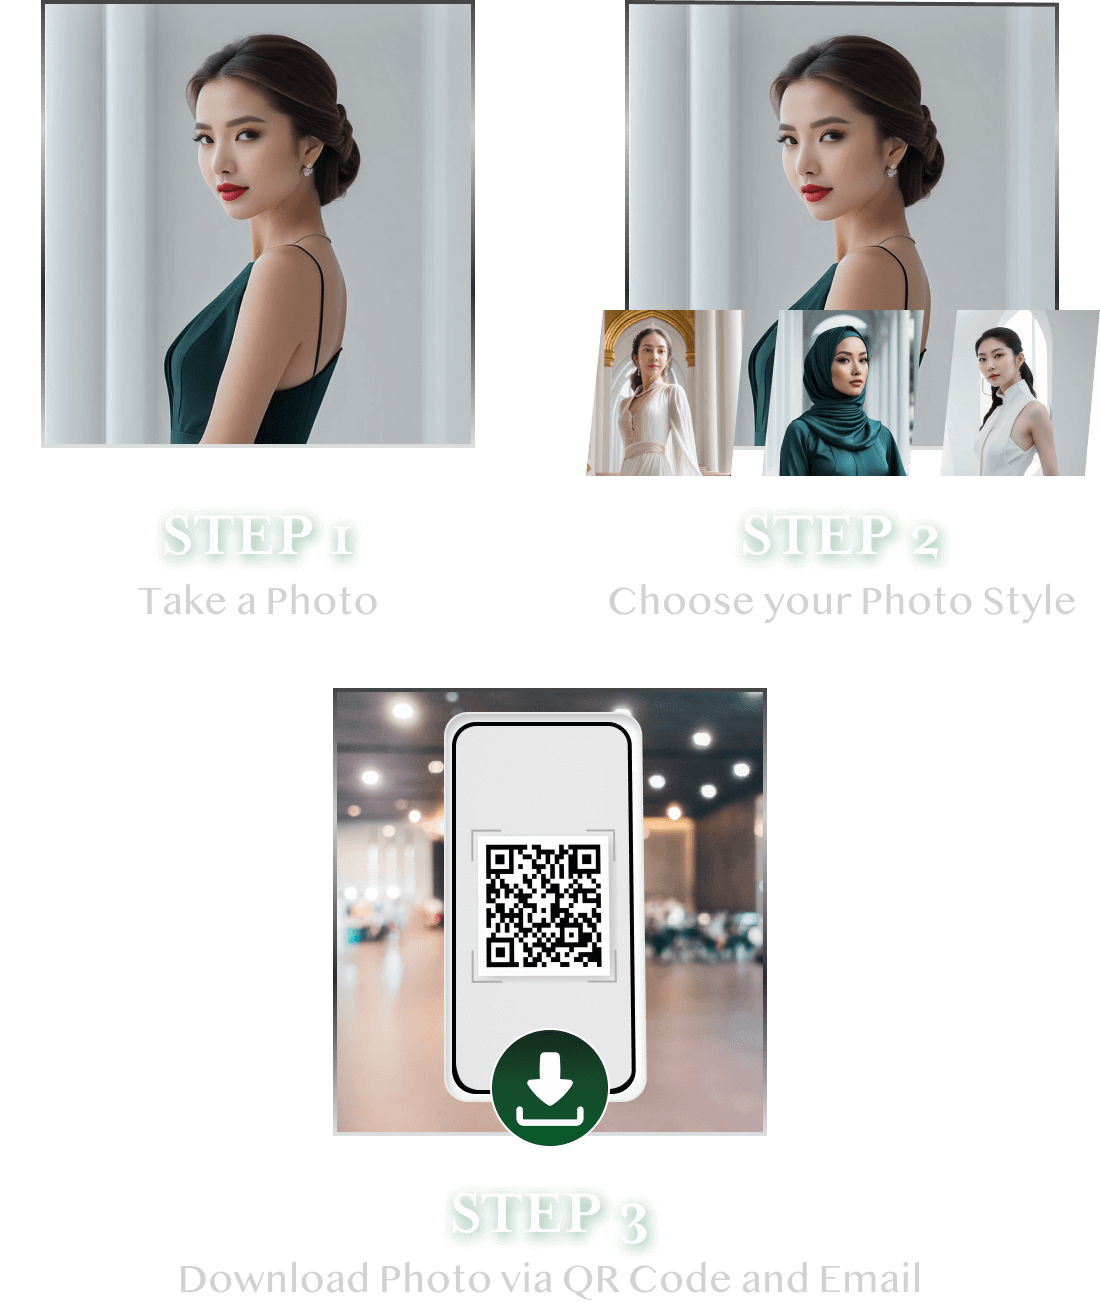 STEP 1
Take a Photo
STEP 2
Choose your Photo Style
STEP 3
Download Photo via QR Code and Email